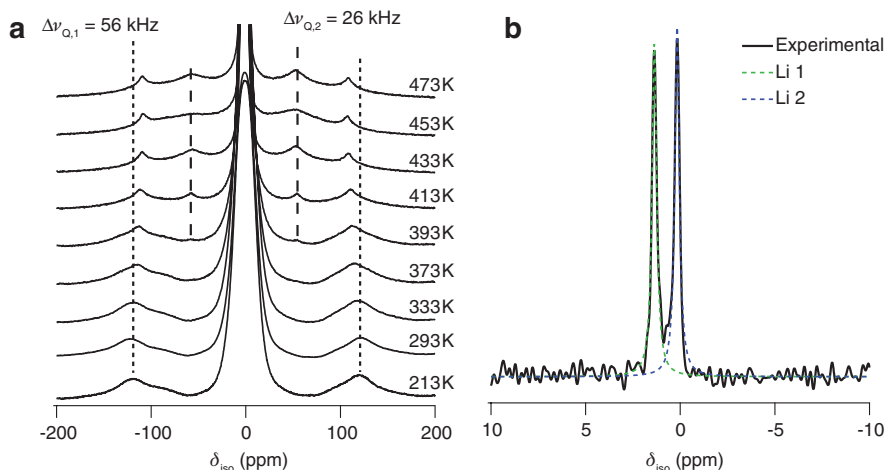 a
Δν_Q,1 = 56 kHz
Δν_Q,2 = 26 kHz
473K
453K
433K
413K
393K
373K
333K
293K
213K
-200 -100 0 100 200
δ_iso (ppm)
b
Experimental
Li 1
Li 2
10 5 0 -5 -10
δ_iso (ppm)